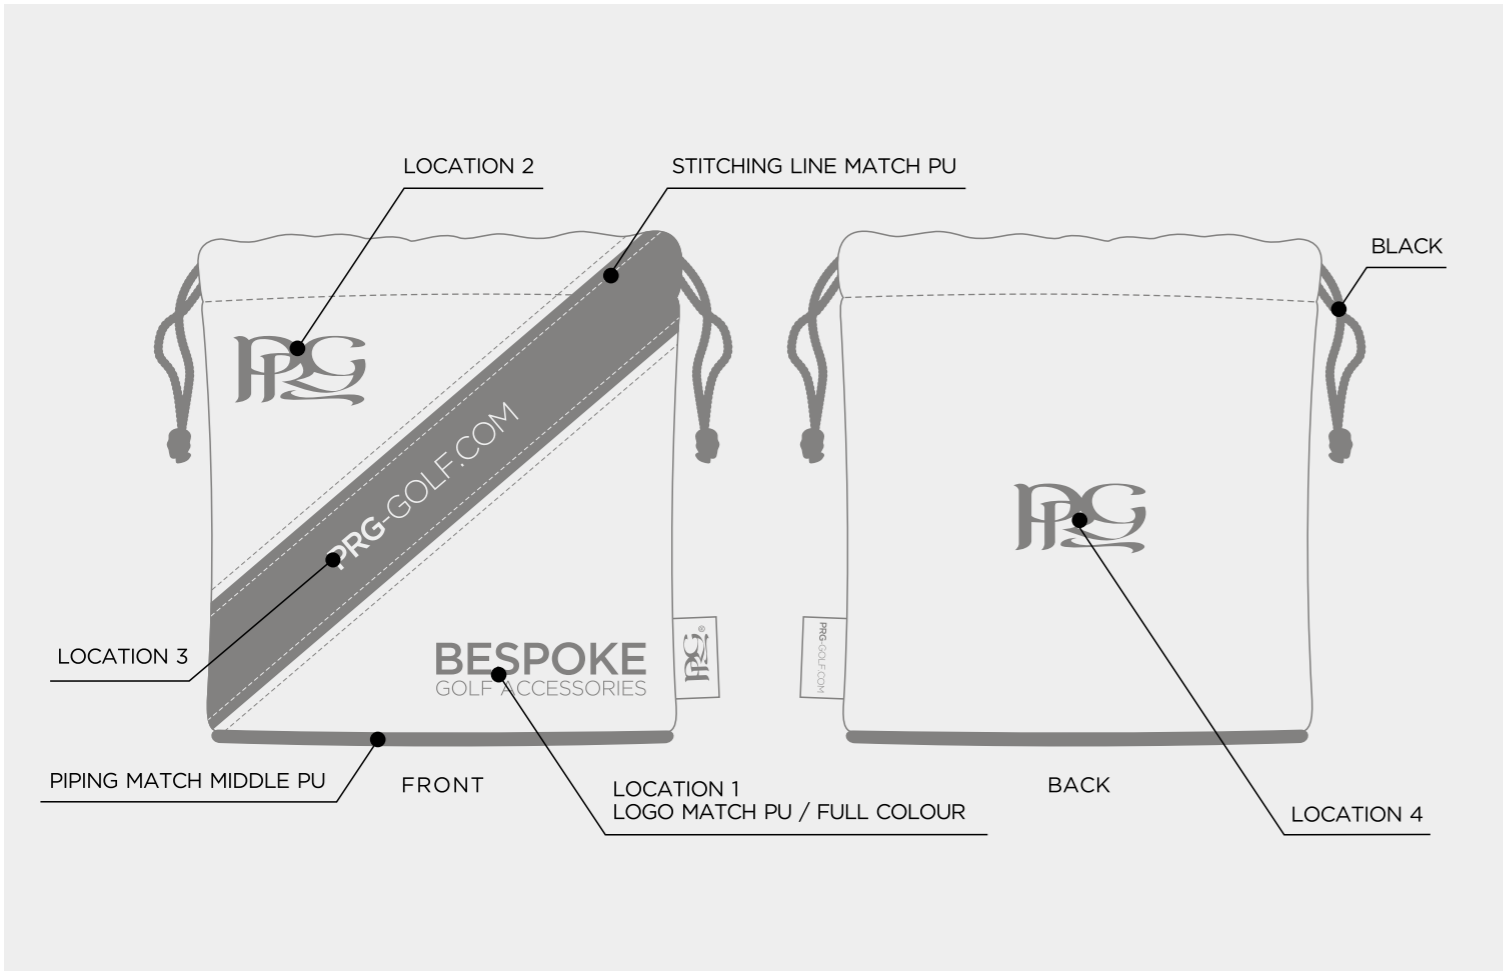 LOCATION 2
STITCHING LINE MATCH PU
BLACK
PRG
PRG-GOLF.COM
PRG
LOCATION 3
BESPOKE
GOLF ACCESSORIES
PRG®
PRG-GOLF.COM
PIPING MATCH MIDDLE PU
FRONT
LOCATION 1
LOGO MATCH PU / FULL COLOUR
BACK
LOCATION 4